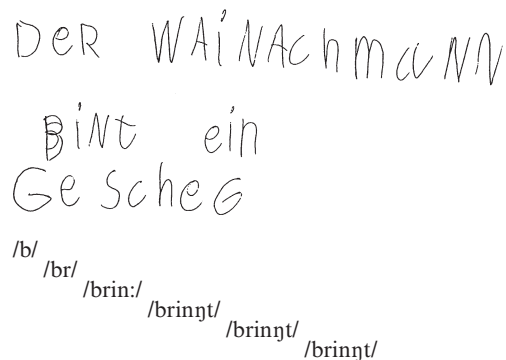 DeR WAiNAChmaNN
BiNt ein
GescheG
/b/
/br/
/brin:/
/brinŋt/
/brinŋt/
/brinŋt/